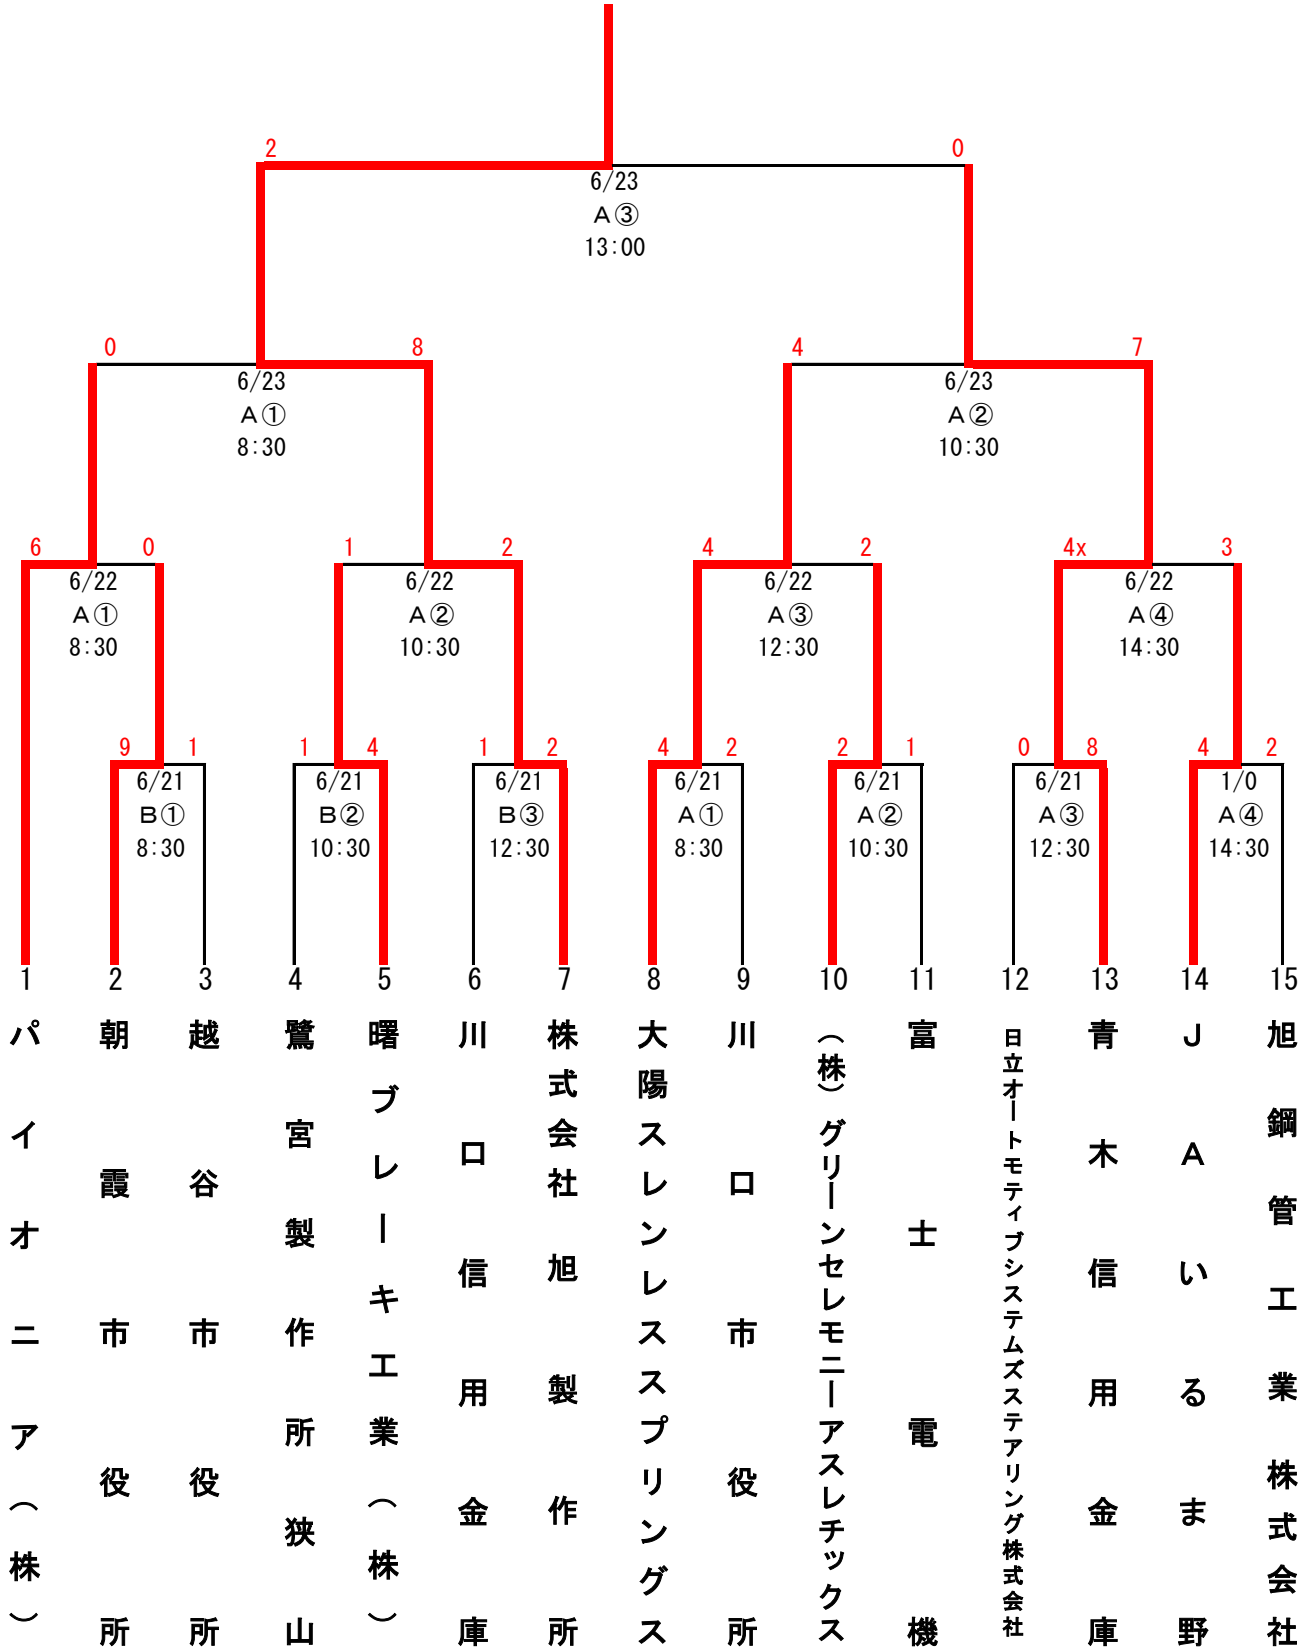 2 0
6/23
A③
13:00
0 8 4 7
6/23 6/23
A① A②
8:30 10:30
6 0 1 2 4 2 4x 3
6/22 6/22 6/22 6/22
A① A② A③ A④
8:30 10:30 12:30 14:30
9 1 1 4 1 2 4 2 2 1 0 8 4 2
6/21 6/21 6/21 6/21 6/21 6/21 1/0
B① B② B③ A① A② A③ A④
8:30 10:30 12:30 8:30 10:30 12:30 14:30
1 2 3 4 5 6 7 8 9 10 11 12 13 14 15
パイオニア(株)
朝霞市役所
越谷市役所
鷺宮製作所狭山
曙ブレーキ工業(株)
川口信用金庫
株式会社旭製作所
大陽スレンレススプリングス
川口市役所
(株)グリーンセレモニーアスレチックス
富士電機
日立オートモティブシステムズステアリング株式会社
青木信用金庫
JAいるま野
旭鋼管工業株式会社